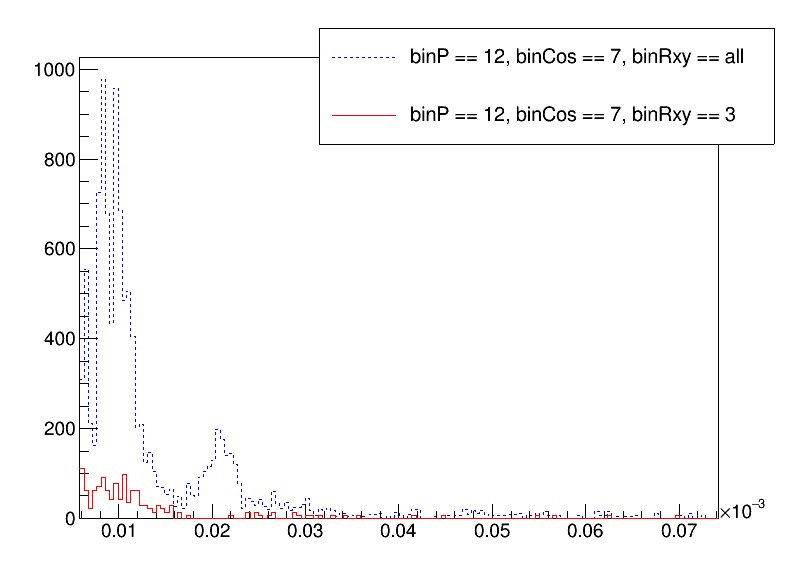 binP == 12, binCos == 7, binRxy == all
binP == 12, binCos == 7, binRxy == 3
1000
800
600
400
200
0
0.01 0.02 0.03 0.04 0.05 0.06 0.07
×10⁻³